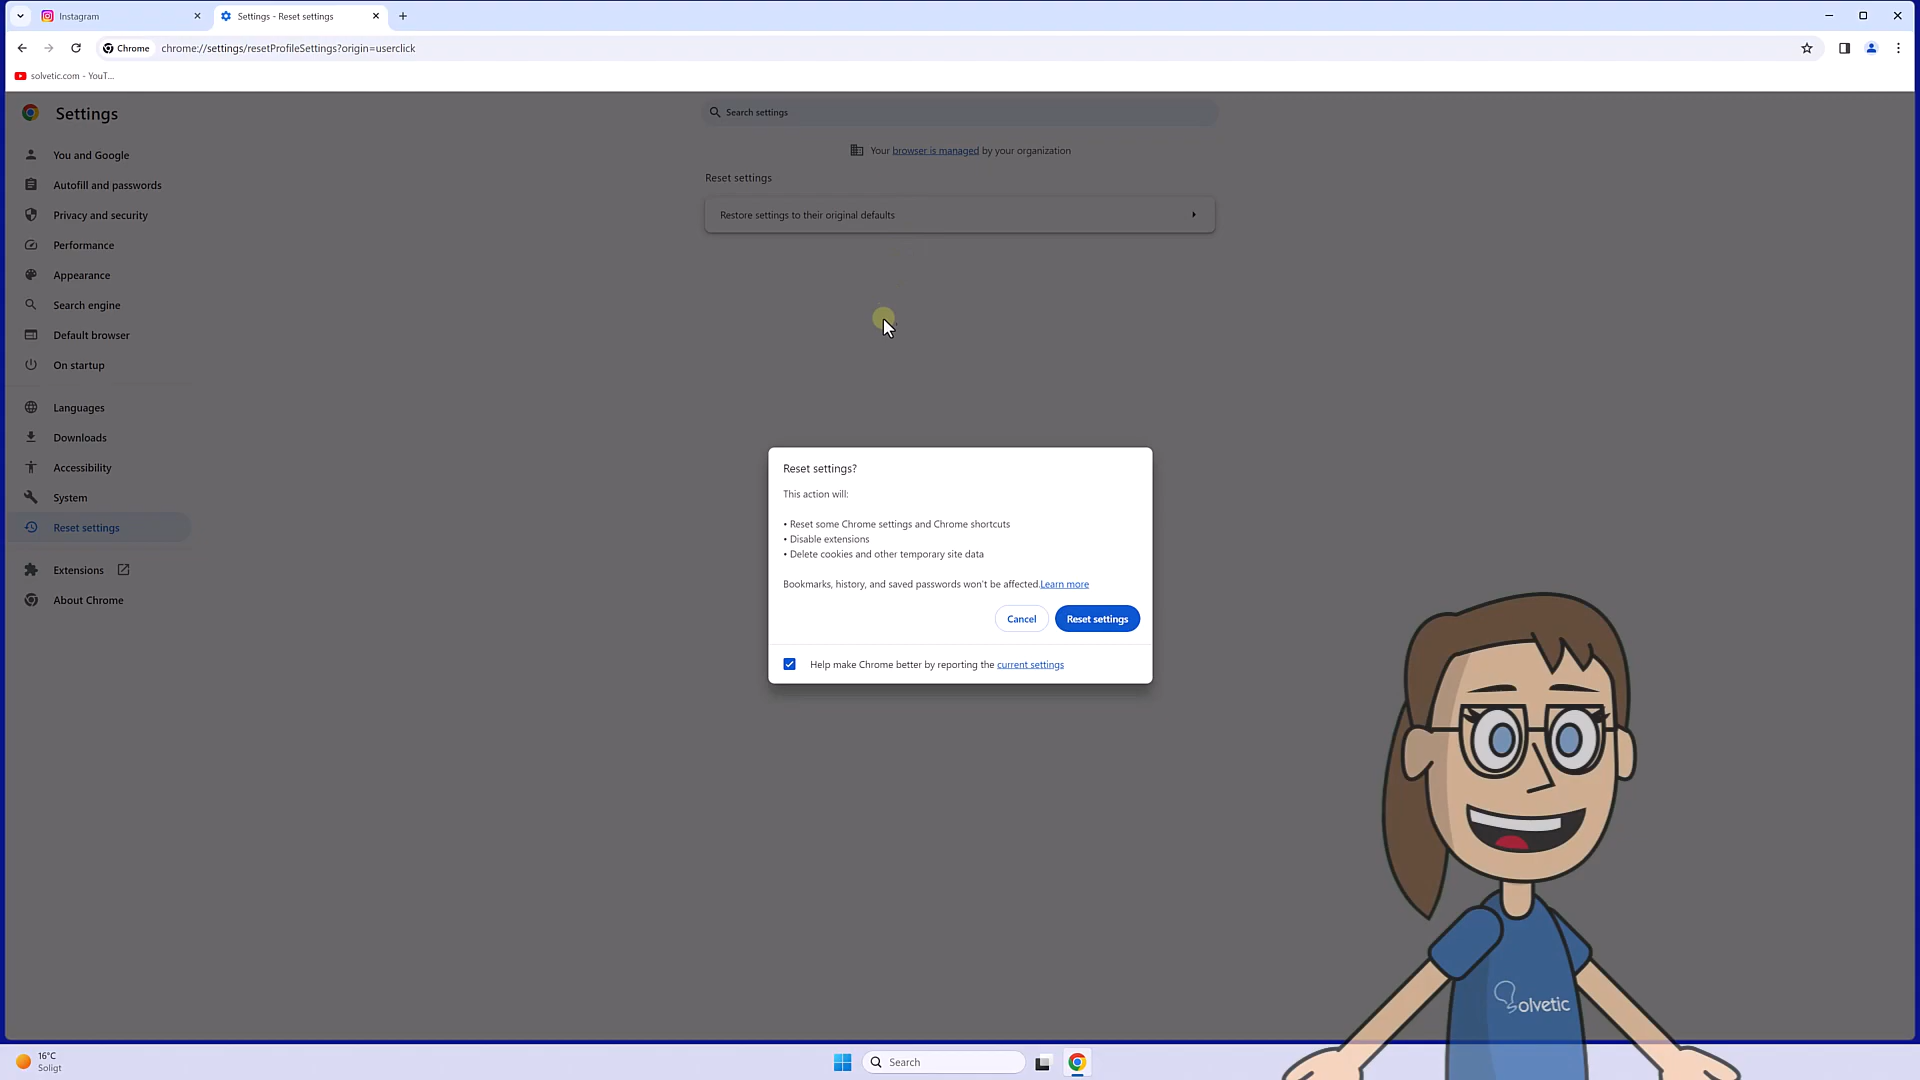 Instagram
Settings - Reset settings
Chrome
chrome://settings/resetProfileSettings?origin=userclick
solvetic.com - YouT...
Settings
Search settings
Your browser is managed by your organization
You and Google
Autofill and passwords
Privacy and security
Performance
Appearance
Search engine
Default browser
On startup
Languages
Downloads
Accessibility
System
Reset settings
Extensions
About Chrome
Reset settings
Restore settings to their original defaults
Reset settings?
This action will:
• Reset some Chrome settings and Chrome shortcuts
• Disable extensions
• Delete cookies and other temporary site data
Bookmarks, history, and saved passwords won't be affected.Learn more
Cancel
Reset settings
Help make Chrome better by reporting the current settings
Solvetic
16°C
Soligt
Search